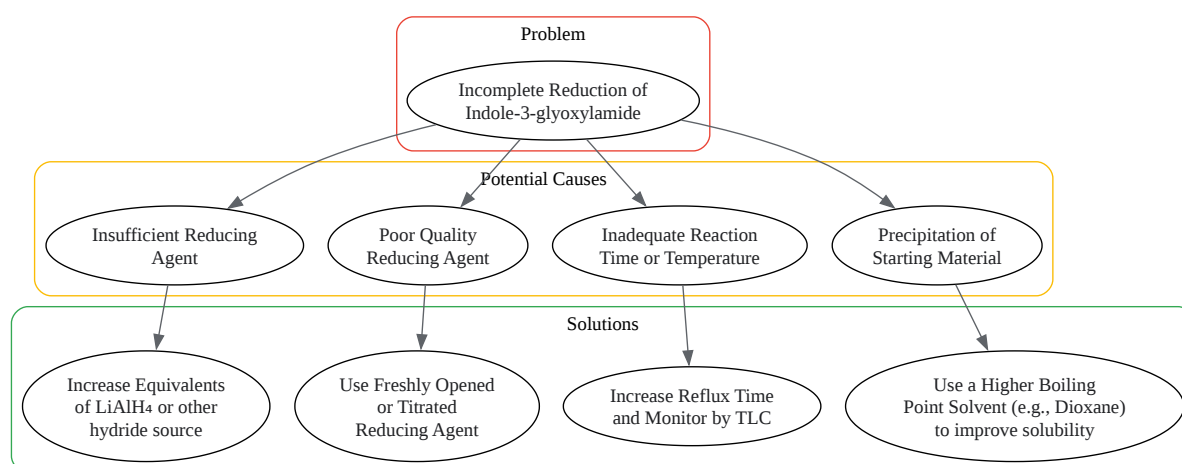 Problem
Incomplete Reduction of
Indole-3-glyoxylamide
Potential Causes
Insufficient Reducing
Agent
Poor Quality
Reducing Agent
Inadequate Reaction
Time or Temperature
Precipitation of
Starting Material
Solutions
Increase Equivalents
of LiAlH₄ or other
hydride source
Use Freshly Opened
or Titrated
Reducing Agent
Increase Reflux Time
and Monitor by TLC
Use a Higher Boiling
Point Solvent (e.g., Dioxane)
to improve solubility